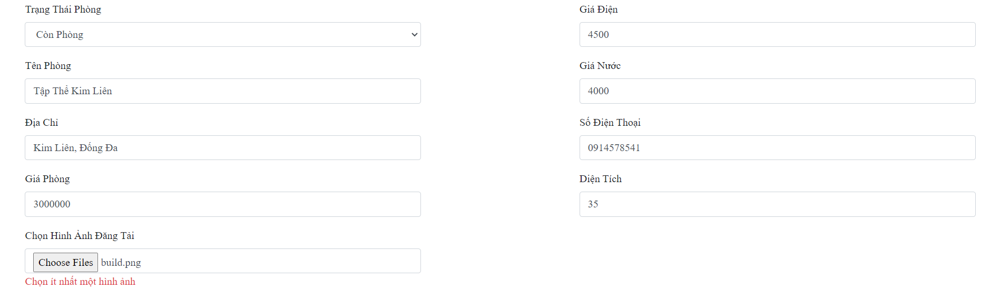 Trạng Thái Phòng
Còn Phòng
Tên Phòng
Tập Thể Kim Liên
Địa Chỉ
Kim Liên, Đống Đa
Giá Phòng
3000000
Chọn Hình Ảnh Đăng Tải
Choose Files build.png
Chọn ít nhất một hình ảnh
Giá Điện
4500
Giá Nước
4000
Số Điện Thoại
0914578541
Diện Tích
35